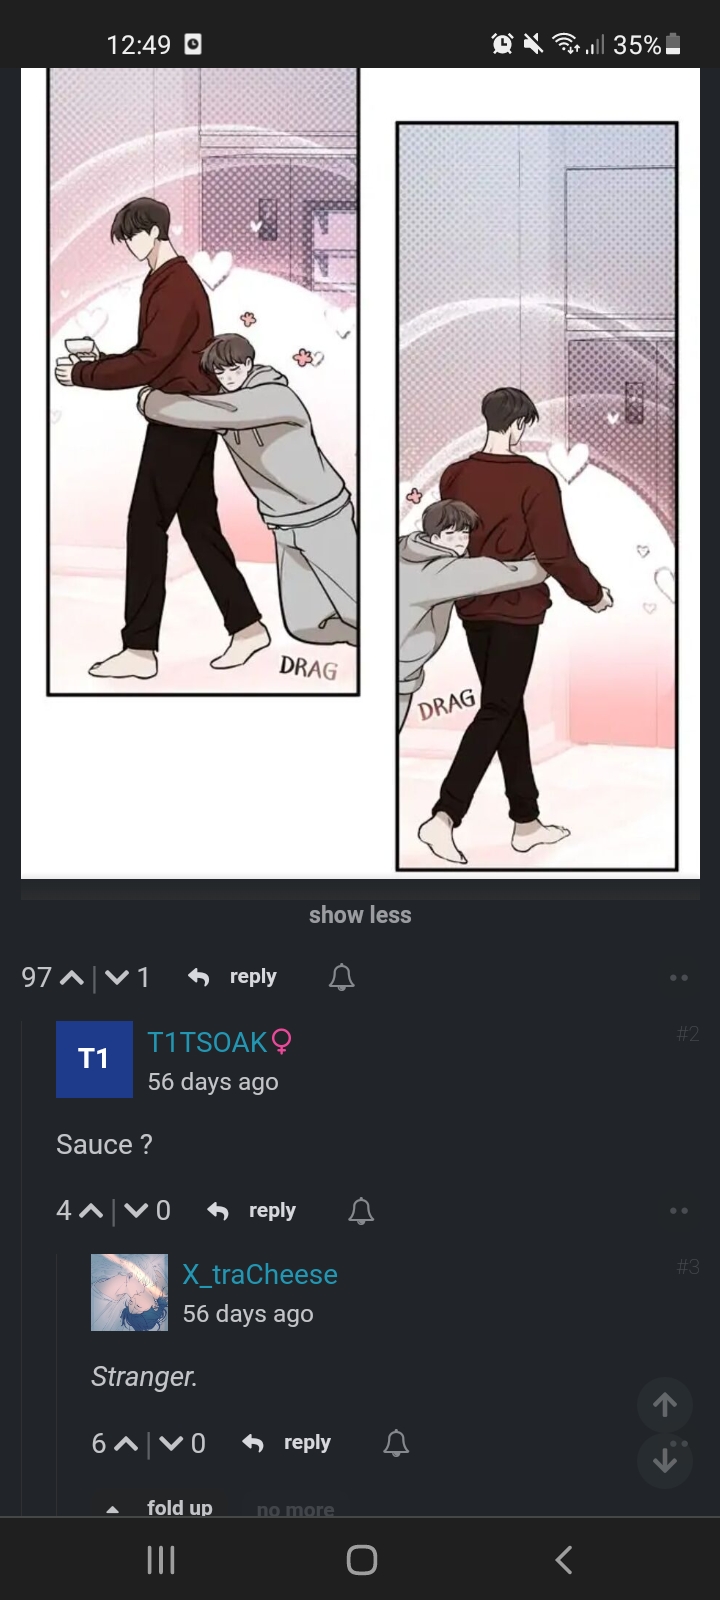 12:49
35%
DRAG
DRAG
show less
97 | 1 reply
#2
T1
T1TSOAK♀
56 days ago
Sauce ?
4 | 0 reply
#3
X_traCheese
56 days ago
Stranger.
6 | 0 reply
fold up no more